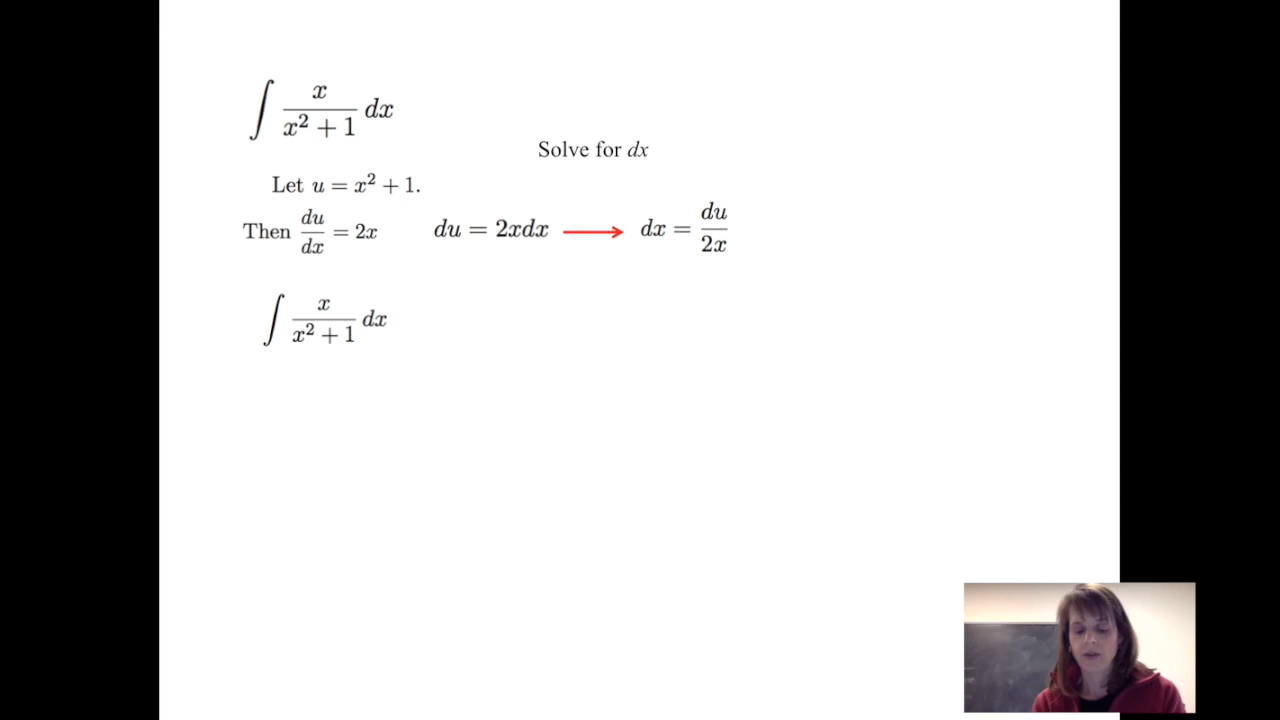 ∫ x/(x² + 1) dx
Solve for dx
Let u = x² + 1.
Then du/dx = 2x    du = 2xdx ⟶ dx = du/2x
∫ x/(x² + 1) dx